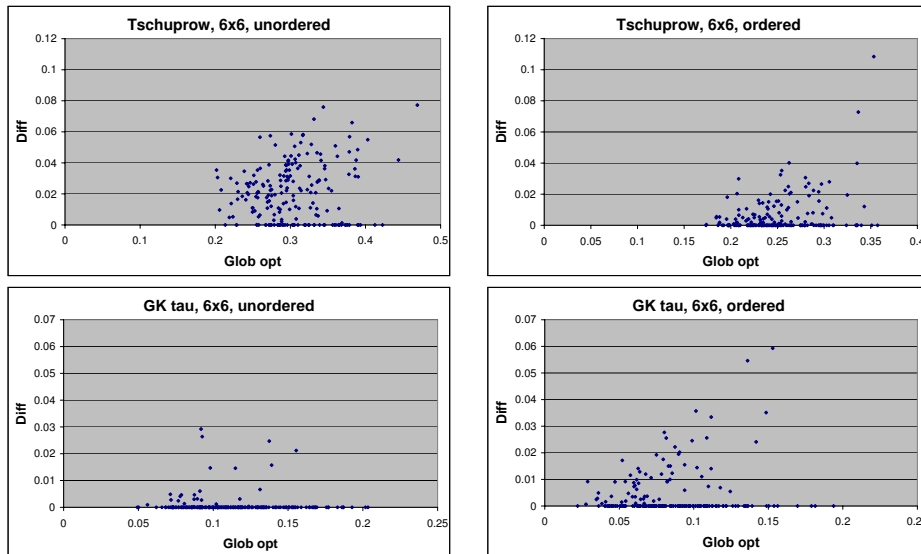 Tschuprow, 6x6, unordered
0.12
0.1
0.08
0.06
0.04
0.02
0
Diff
0 0.1 0.2 0.3 0.4 0.5
Glob opt
Tschuprow, 6x6, ordered
0.12
0.1
0.08
0.06
0.04
0.02
0
Diff
0 0.05 0.1 0.15 0.2 0.25 0.3 0.35 0.4
Glob opt
GK tau, 6x6, unordered
0.07
0.06
0.05
0.04
0.03
0.02
0.01
0
Diff
0 0.05 0.1 0.15 0.2 0.25
Glob opt
GK tau, 6x6, ordered
0.07
0.06
0.05
0.04
0.03
0.02
0.01
0
Diff
0 0.05 0.1 0.15 0.2 0.25
Glob opt